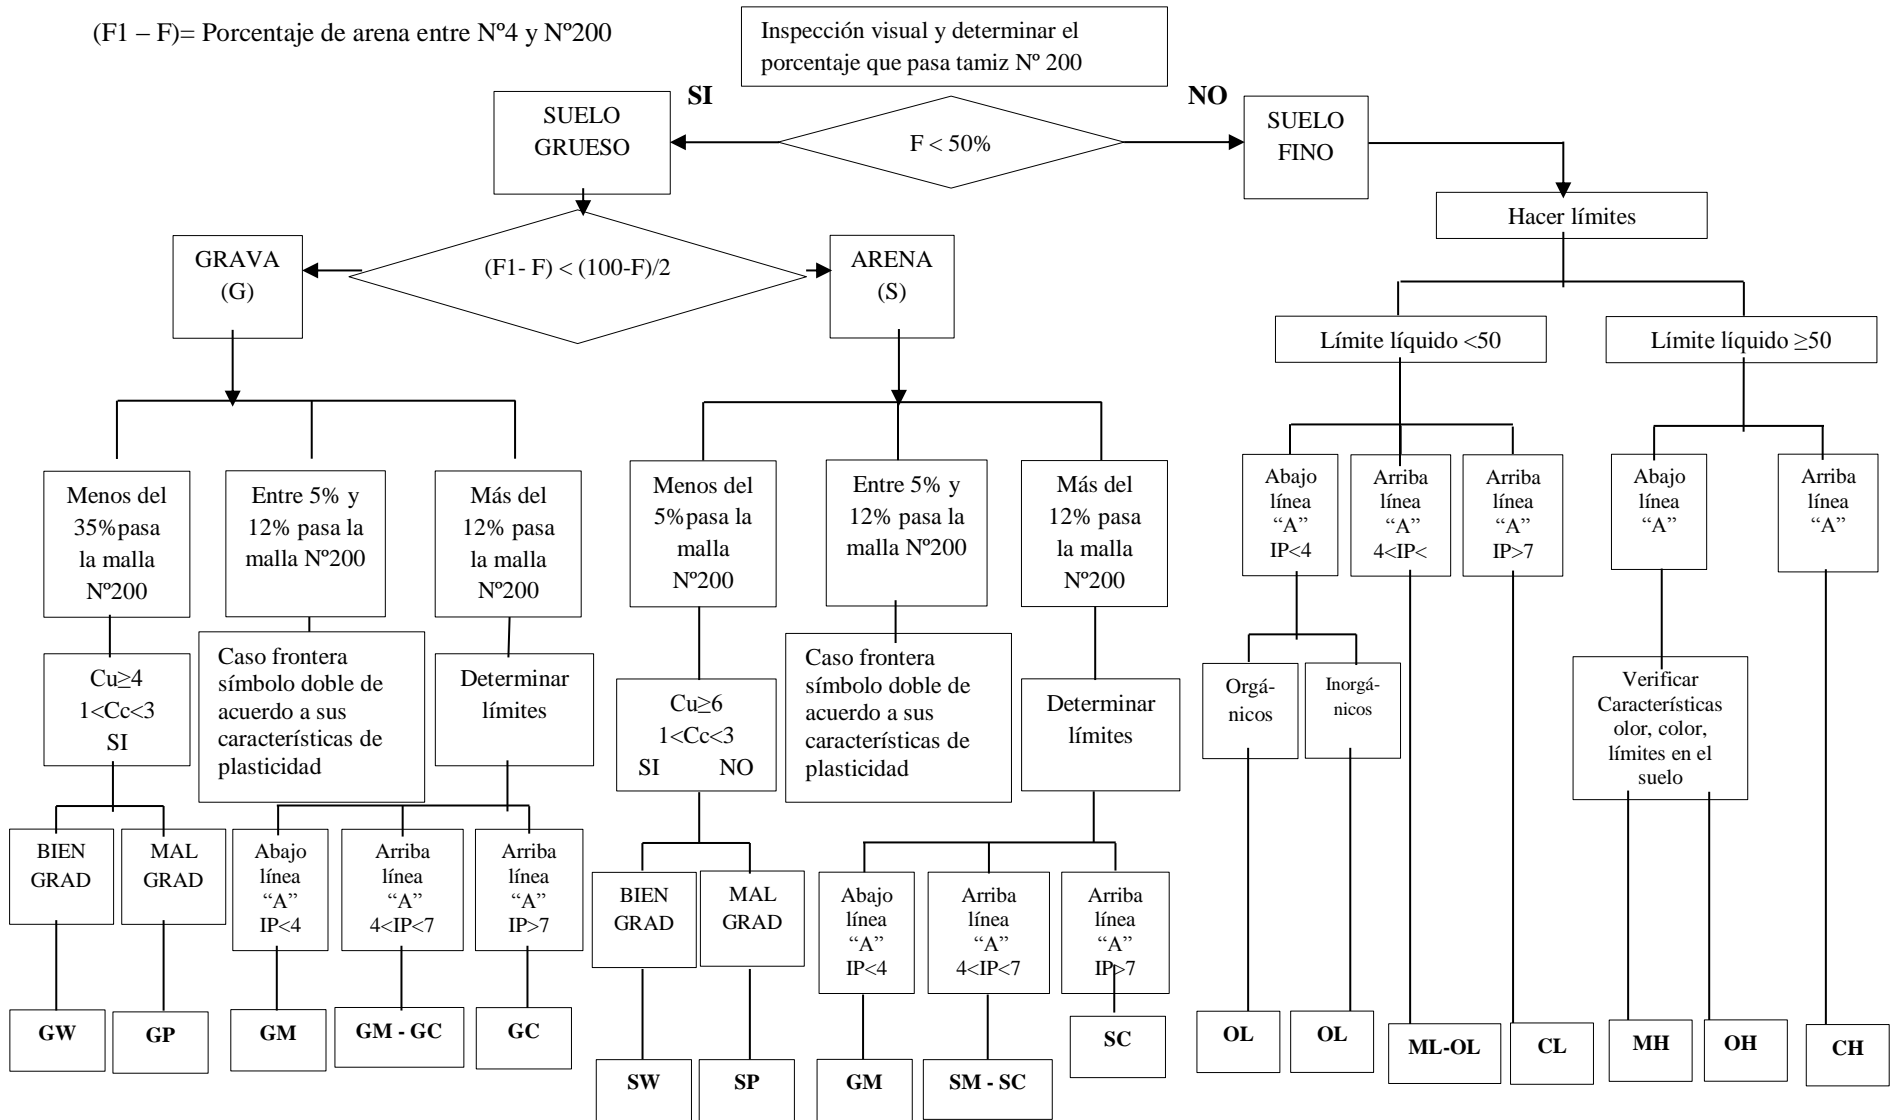 (F1 – F)= Porcentaje de arena entre Nº4 y Nº200
Inspección visual y determinar el
porcentaje que pasa tamiz Nº 200
SI
NO
SUELO
GRUESO
F < 50%
SUELO
FINO
Hacer límites
GRAVA
(G)
(F1- F) < (100-F)/2
ARENA
(S)
Límite líquido <50
Límite líquido ≥50
Menos del
35%pasa
la malla
Nº200
Entre 5% y
12% pasa la
malla Nº200
Más del
12% pasa
la malla
Nº200
Menos del
5%pasa la
malla
Nº200
Entre 5% y
12% pasa la
malla Nº200
Más del
12% pasa
la malla
Nº200
Abajo
línea
“A”
IP<4
Arriba
línea
“A”
4<IP<
Arriba
línea
“A”
IP>7
Abajo
línea
“A”
Arriba
línea
“A”
Cu≥4
1<Cc<3
SI
Caso frontera
símbolo doble de
acuerdo a sus
características de
plasticidad
Determinar
límites
Cu≥6
1<Cc<3
SI NO
Caso frontera
símbolo doble de
acuerdo a sus
características de
plasticidad
Determinar
límites
Orgá-
nicos
Inorgá-
nicos
Verificar
Características
olor, color,
límites en el
suelo
BIEN
GRAD
MAL
GRAD
Abajo
línea
“A”
IP<4
Arriba
línea
“A”
4<IP<7
Arriba
línea
“A”
IP>7
BIEN
GRAD
MAL
GRAD
Abajo
línea
“A”
IP<4
Arriba
línea
“A”
4<IP<7
Arriba
línea
“A”
IP>7
GW
GP
GM
GM - GC
GC
SW
SP
GM
SM - SC
SC
OL
OL
ML-OL
CL
MH
OH
CH